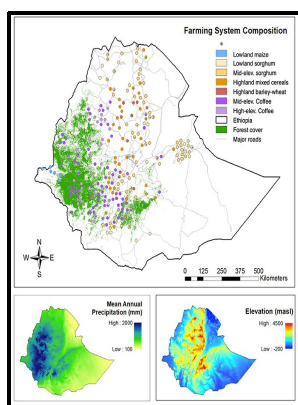 Farming System Composition
Lowland maize
Lowland sorghum
Mid-elev. sorghum
Highland mixed cereals
Highland barley-wheat
Mid-elev. Coffee
High-elev. Coffee
Ethiopia
Forest cover
Major roads
N
W E
S
0 125 250 375 500
Kilometers
Mean Annual
Precipitation (mm)
High : 2000
Low : 100
Elevation (masl)
High : 4500
Low : -200